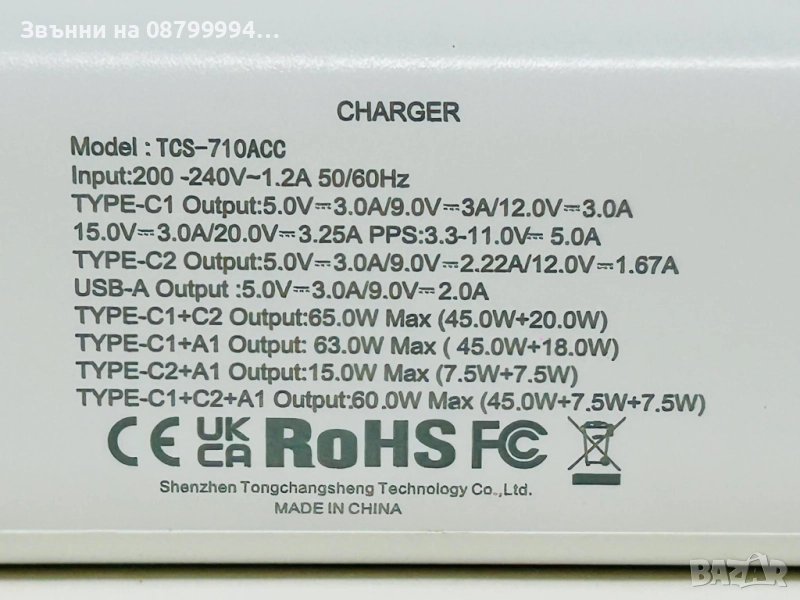 Звънни на 08799994...
CHARGER
Model : TCS-710ACC
Input:200 -240V~1.2A 50/60Hz
TYPE-C1 Output:5.0V⎓3.0A/9.0V⎓3A/12.0V⎓3.0A
15.0V⎓3.0A/20.0V⎓3.25A PPS:3.3-11.0V⎓ 5.0A
TYPE-C2 Output:5.0V⎓3.0A/9.0V⎓2.22A/12.0V⎓1.67A
USB-A Output :5.0V⎓3.0A/9.0V⎓2.0A
TYPE-C1+C2 Output:65.0W Max (45.0W+20.0W)
TYPE-C1+A1 Output: 63.0W Max ( 45.0W+18.0W)
TYPE-C2+A1 Output:15.0W Max (7.5W+7.5W)
TYPE-C1+C2+A1 Output:60.0W Max (45.0W+7.5W+7.5W)
CE UK CA RoHS FC
Shenzhen Tongchangsheng Technology Co.,Ltd.
MADE IN CHINA
BAZAR